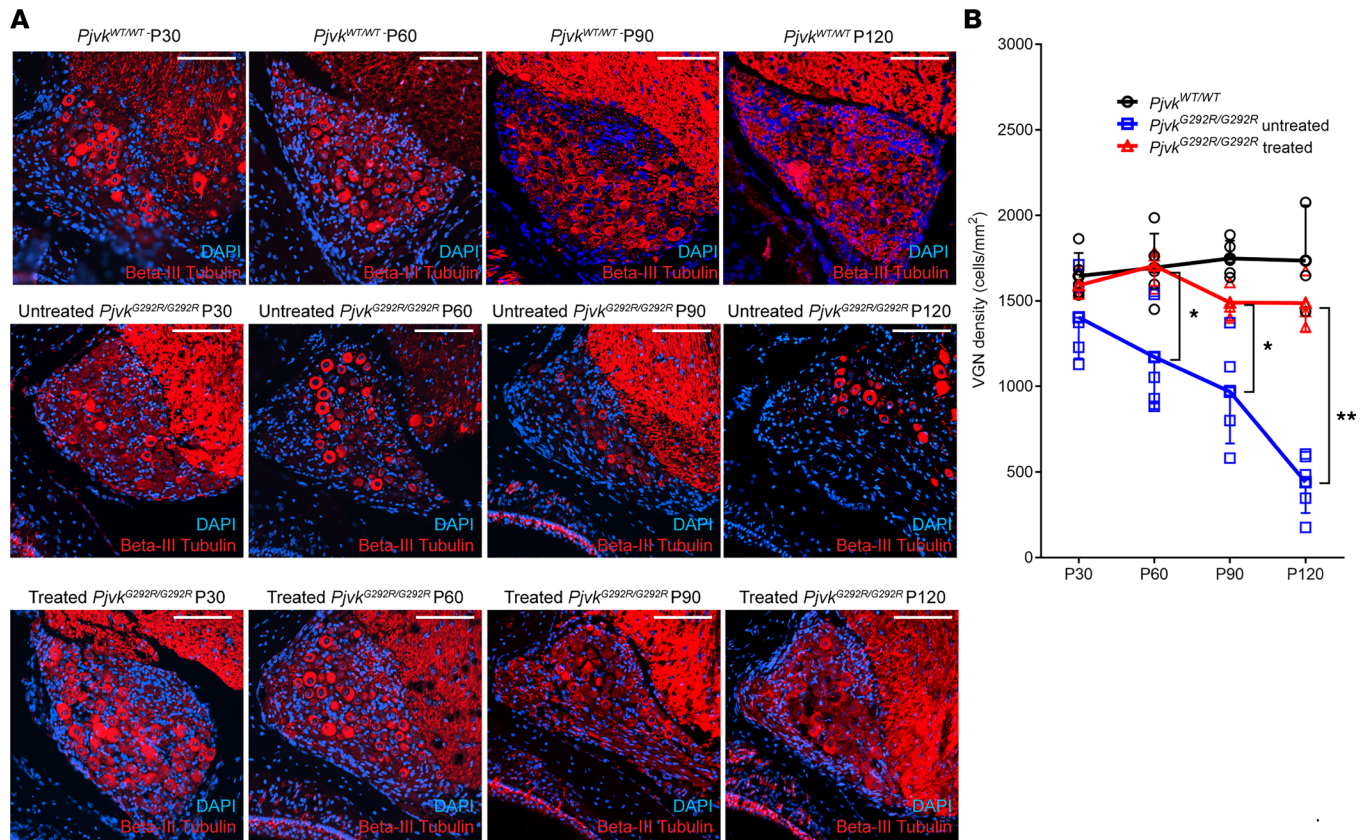 A
Pjvk^WT/WT-P30
Pjvk^WT/WT-P60
Pjvk^WT/WT-P90
Pjvk^WT/WT P120
DAPI
Beta-III Tubulin
DAPI
Beta-III Tubulin
DAPI
Beta-III Tubulin
DAPI
Beta-III Tubulin
Untreated Pjvk^G292R/G292R P30
Untreated Pjvk^G292R/G292R P60
Untreated Pjvk^G292R/G292R P90
Untreated Pjvk^G292R/G292R P120
DAPI
Beta-III Tubulin
DAPI
Beta-III Tubulin
DAPI
Beta-III Tubulin
DAPI
Beta-III Tubulin
Treated Pjvk^G292R/G292R P30
Treated Pjvk^G292R/G292R P60
Treated Pjvk^G292R/G292R P90
Treated Pjvk^G292R/G292R P120
DAPI
Beta-III Tubulin
DAPI
Beta-III Tubulin
DAPI
Beta-III Tubulin
DAPI
Beta-III Tubulin
B
VGN density (cells/mm²)
3000
2500
2000
1500
1000
500
0
Pjvk^WT/WT
Pjvk^G292R/G292R untreated
Pjvk^G292R/G292R treated
*
*
**
P30
P60
P90
P120